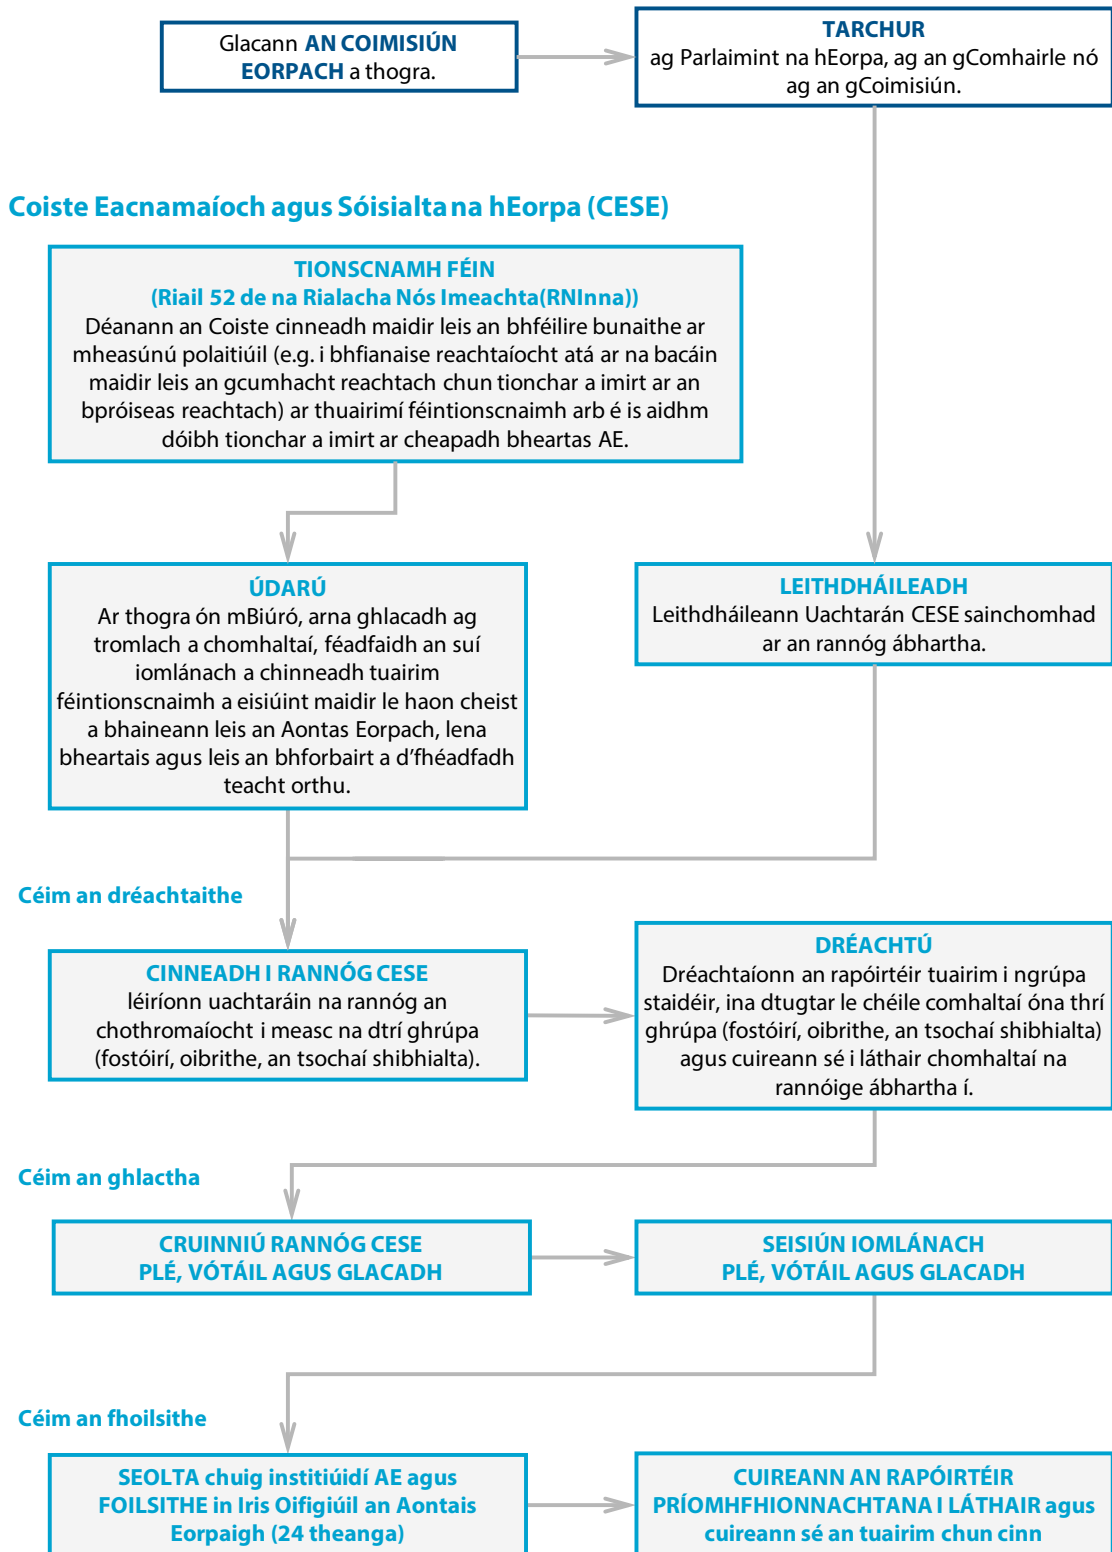 Glacann AN COIMISIÚN
EORPACH a thogra.
TARCHUR
ag Parlaimint na hEorpa, ag an gComhairle nó
ag an gCoimisiún.
Coiste Eacnamaíoch agus Sóisialta na hEorpa (CESE)
TIONSCNAMH FÉIN
(Riail 52 de na Rialacha Nós Imeachta(RNInna))
Déanann an Coiste cinneadh maidir leis an bhféilire bunaithe ar
mheasúnú polaitiúil (e.g. i bhfianaise reachtaíocht atá ar na bacáin
maidir leis an gcumhacht reachtach chun tionchar a imirt ar an
bpróiseas reachtach) ar thuairimí féintionscnaimh arb é is aidhm
dóibh tionchar a imirt ar cheapadh bheartas AE.
ÚDARÚ
Ar thogra ón mBiúró, arna ghlacadh ag
tromlach a chomhaltaí, féadfaidh an suí
iomlánach a chinneadh tuairim
féintionscnaimh a eisiúint maidir le haon cheist
a bhaineann leis an Aontas Eorpach, lena
bheartais agus leis an bhforbairt a d'fhéadfadh
teacht orthu.
LEITHDHÁILEADH
Leithdháileann Uachtarán CESE sainchomhad
ar an rannóg ábhartha.
Céim an dréachtaithe
CINNEADH I RANNÓG CESE
léiríonn uachtaráin na rannóg an
chothromaíocht i measc na dtrí ghrúpa
(fostóirí, oibrithe, an tsochaí shibhialta).
DRÉACHTÚ
Dréachtaíonn an rapóirtéir tuairim i ngrúpa
staidéir, ina dtugtar le chéile comhaltaí óna thrí
ghrúpa (fostóirí, oibrithe, an tsochaí shibhialta)
agus cuireann sé i láthair chomhaltaí na
rannóige ábhartha í.
Céim an ghlactha
CRUINNIÚ RANNÓG CESE
PLÉ, VÓTÁIL AGUS GLACADH
SEISIÚN IOMLÁNACH
PLÉ, VÓTÁIL AGUS GLACADH
Céim an fhoilsithe
SEOLTA chuig institiúidí AE agus
FOILSITHE in Iris Oifigiúil an Aontais
Eorpaigh (24 theanga)
CUIREANN AN RAPÓIRTÉIR
PRÍOMHFHIONNACHTANA I LÁTHAIR agus
cuireann sé an tuairim chun cinn